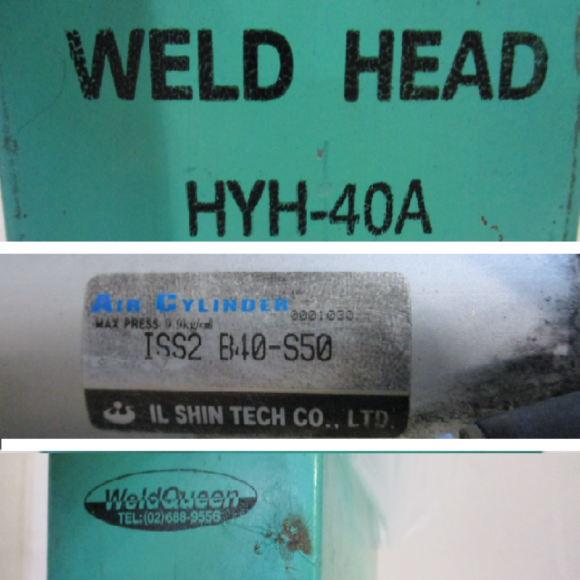 WELD HEAD
HYH-40A
AIR CYLINDER
0001030
MAX PRESS 9.9kg/cm²
ISS2 B40-S50
IL SHIN TECH CO., LTD.
WeldQueen
TEL:(02)688-9556